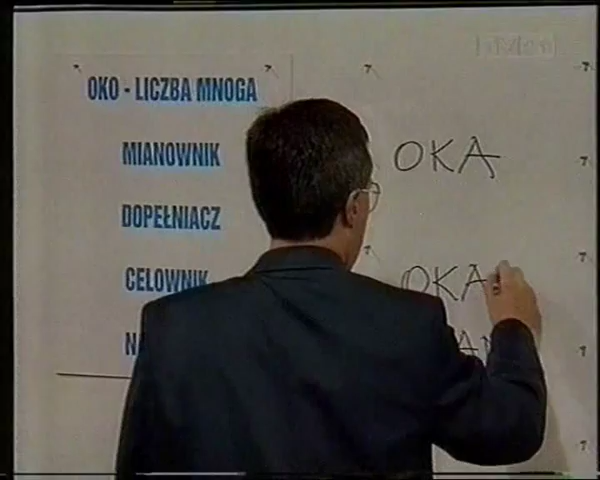 OKO - LICZBA MNOGA
MIANOWNIK OKA
DOPEŁNIACZ
CELOWNIK OKA